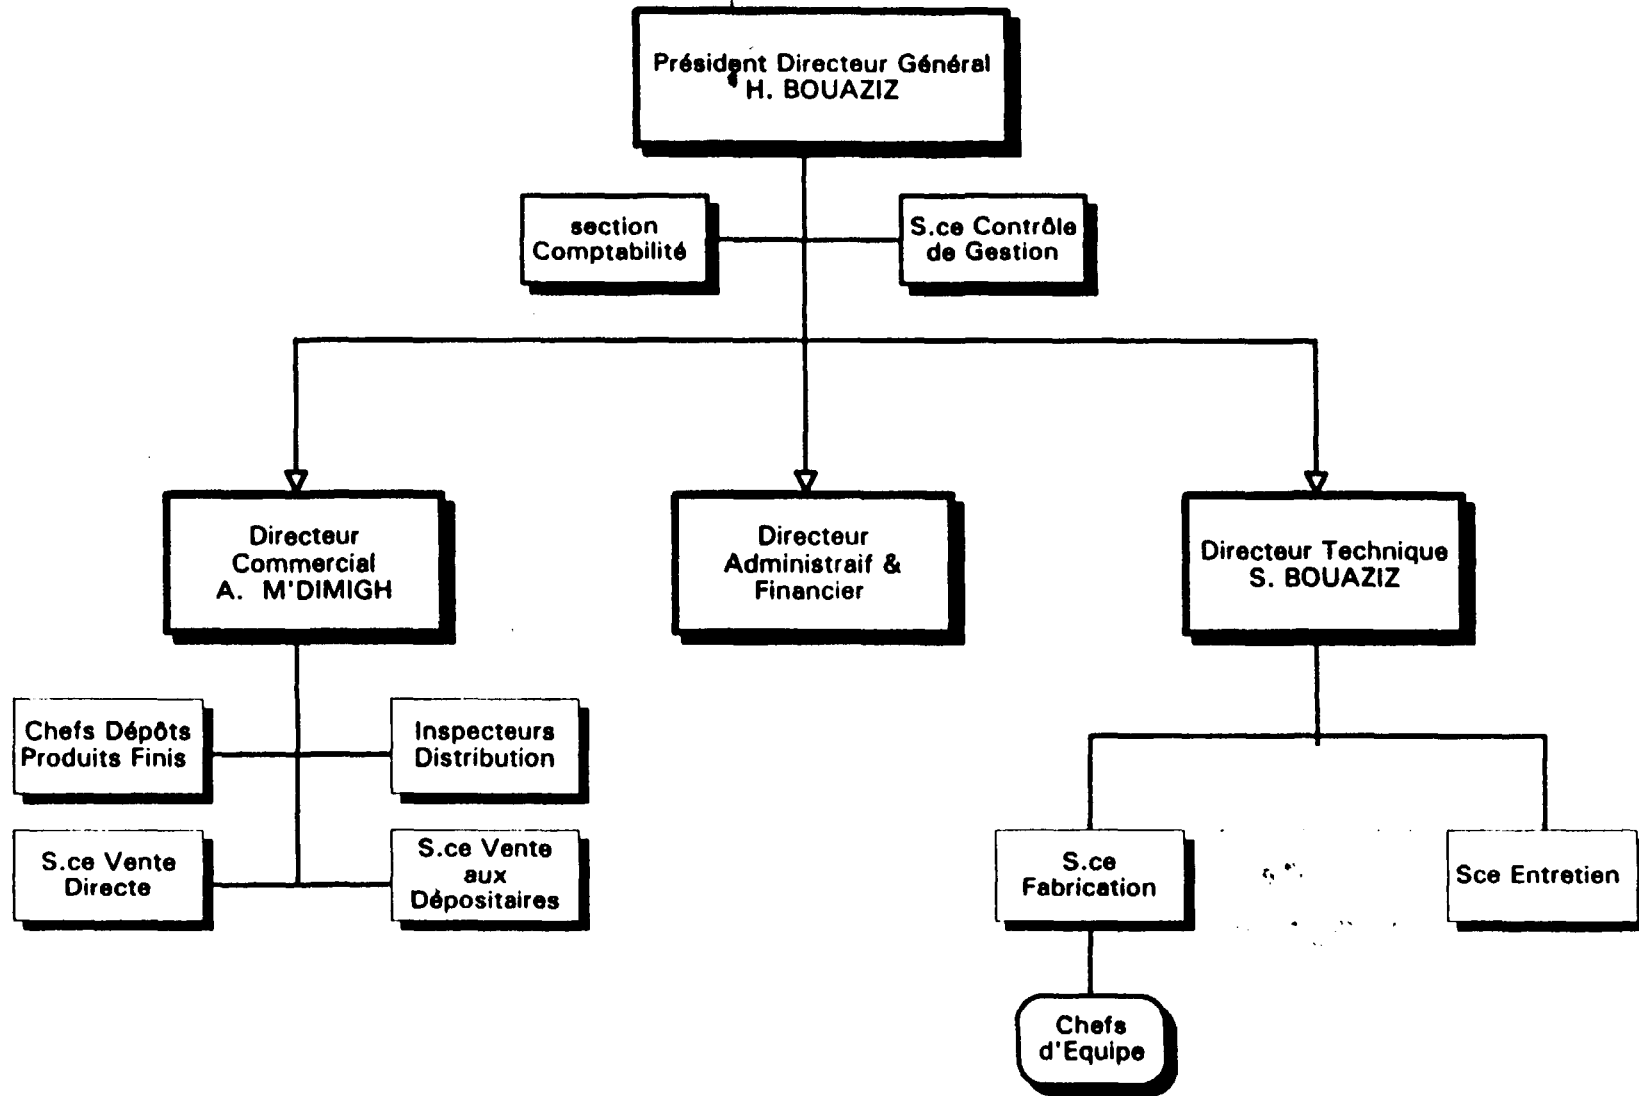 Président Directeur Général
H. BOUAZIZ
section
Comptabilité
S.ce Contrôle
de Gestion
Directeur
Commercial
A. M'DIMIGH
Directeur
Administraif &
Financier
Directeur Technique
S. BOUAZIZ
Chefs Dépôts
Produits Finis
Inspecteurs
Distribution
S.ce Vente
Directe
S.ce Vente
aux
Dépositaires
S.ce
Fabrication
Sce Entretien
Chefs
d'Equipe